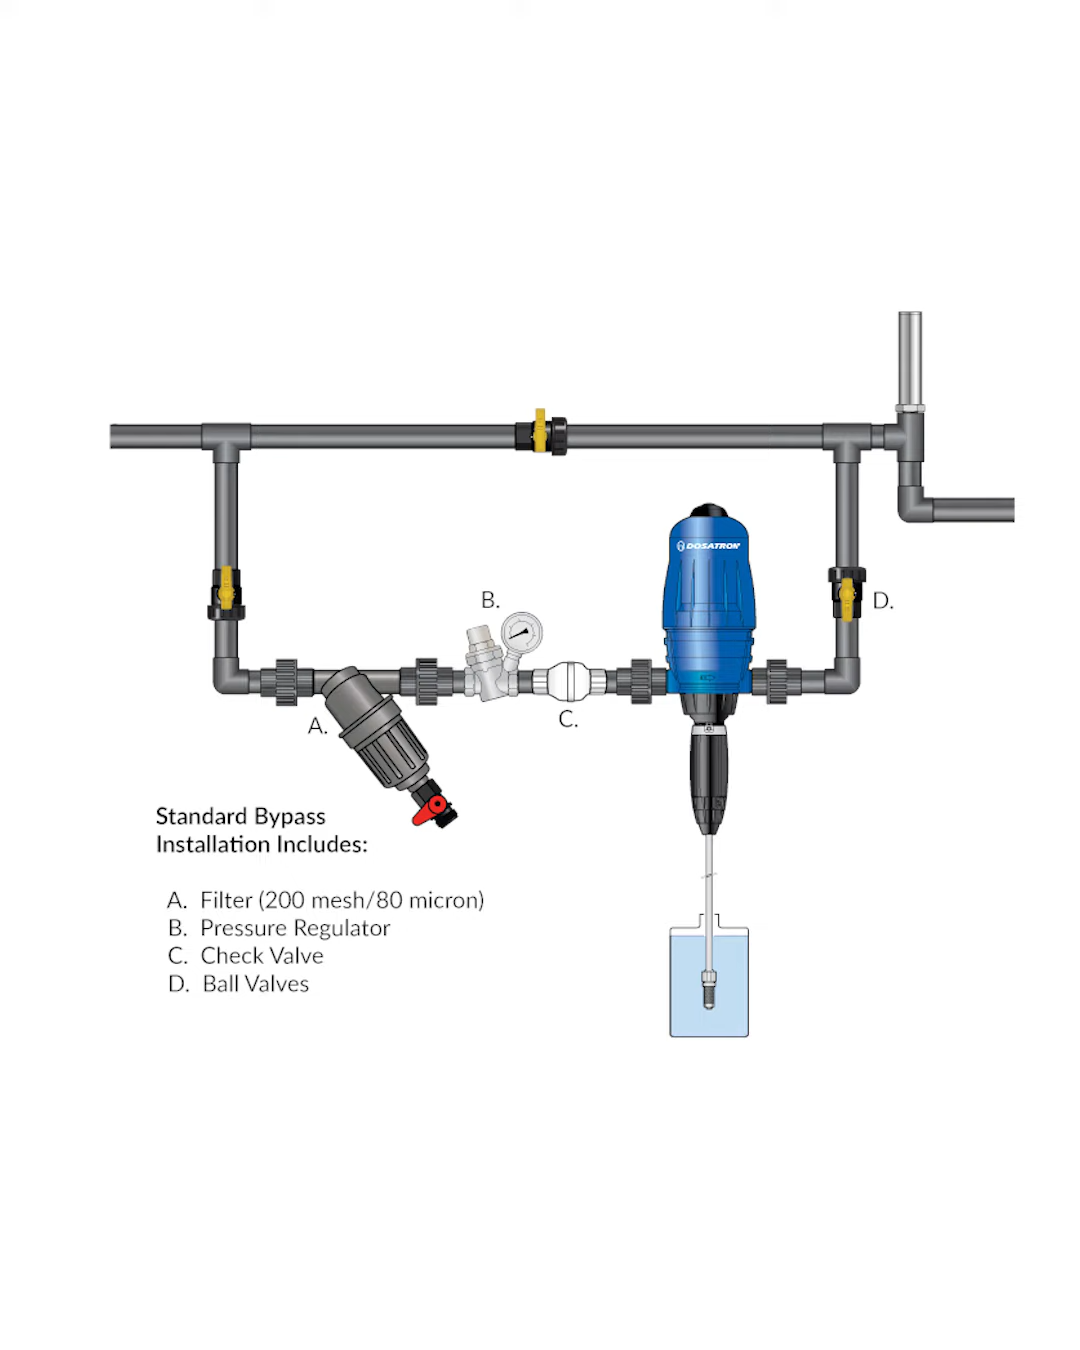 DOSATRON
B.
D.
A.
C.
Standard Bypass
Installation Includes:
A. Filter (200 mesh/80 micron)
B. Pressure Regulator
C. Check Valve
D. Ball Valves